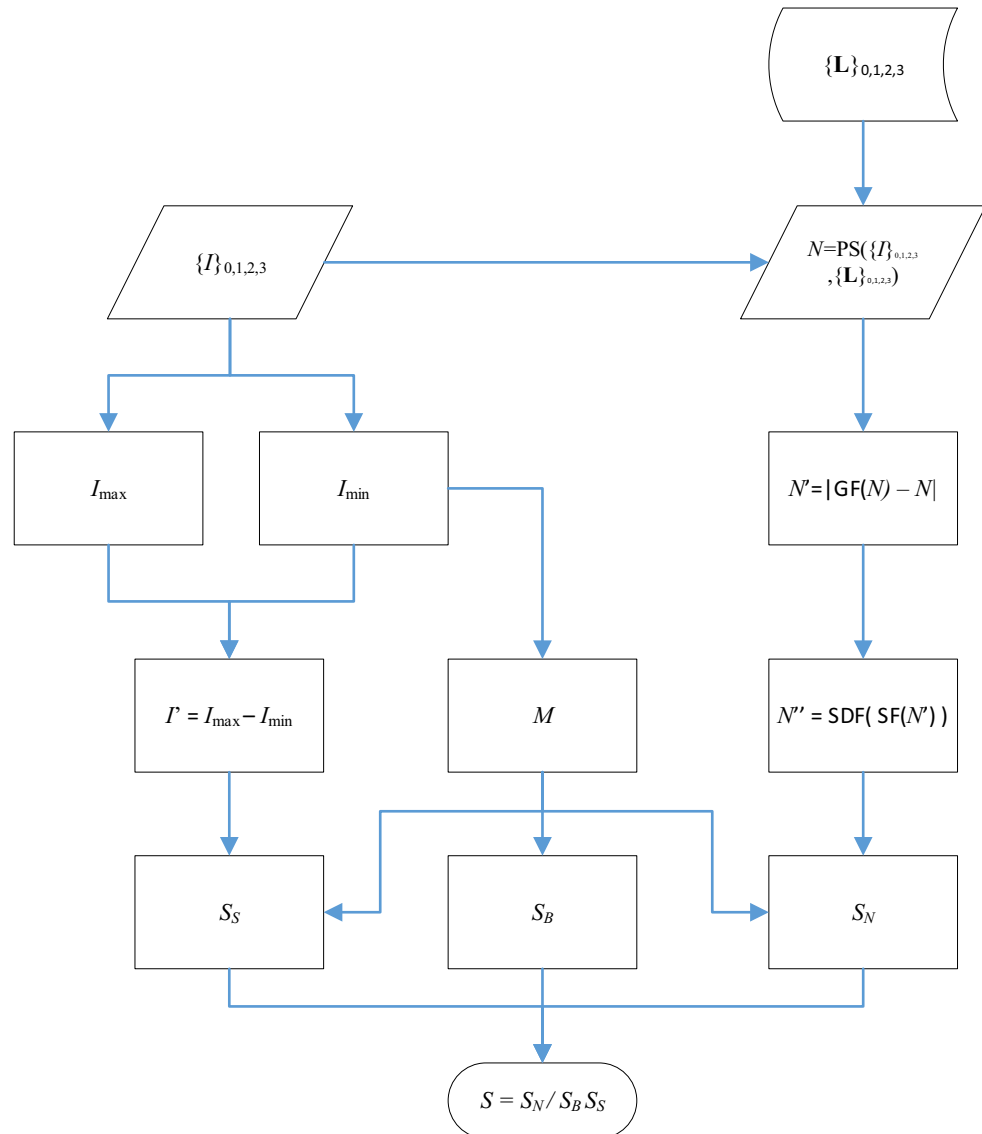 {L}0,1,2,3
{I}0,1,2,3
N=PS({I}0,1,2,3
,{L}0,1,2,3)
Imax
Imin
N'=|GF(N) – N|
I' = Imax – Imin
M
N'' = SDF( SF(N') )
SS
SB
SN
S = SN / SB SS